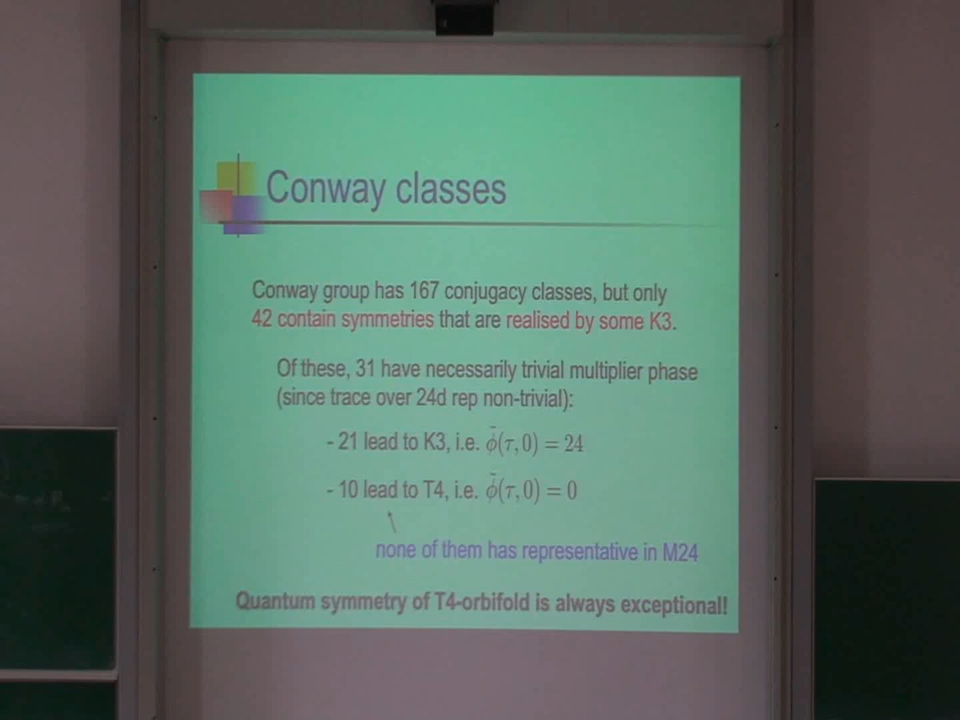 Conway classes
Conway group has 167 conjugacy classes, but only
42 contain symmetries that are realised by some K3.
Of these, 31 have necessarily trivial multiplier phase
(since trace over 24d rep non-trivial):
- 21 lead to K3, i.e. ϕ̃(τ, 0) = 24
- 10 lead to T4, i.e. ϕ̃(τ, 0) = 0
none of them has representative in M24
Quantum symmetry of T4-orbifold is always exceptional!